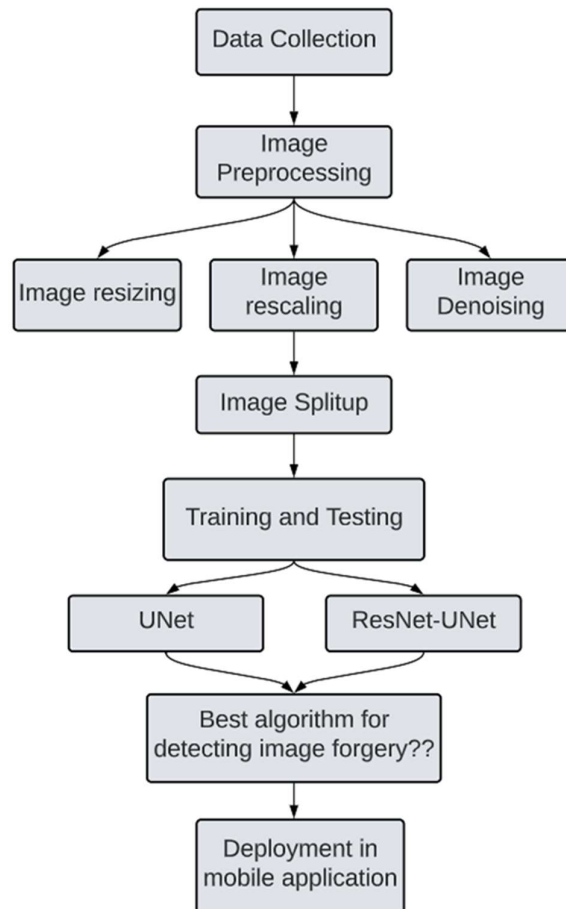 Data Collection
Image
Preprocessing
Image resizing
Image
rescaling
Image
Denoising
Image Splitup
Training and Testing
UNet
ResNet-UNet
Best algorithm for
detecting image forgery??
Deployment in
mobile application